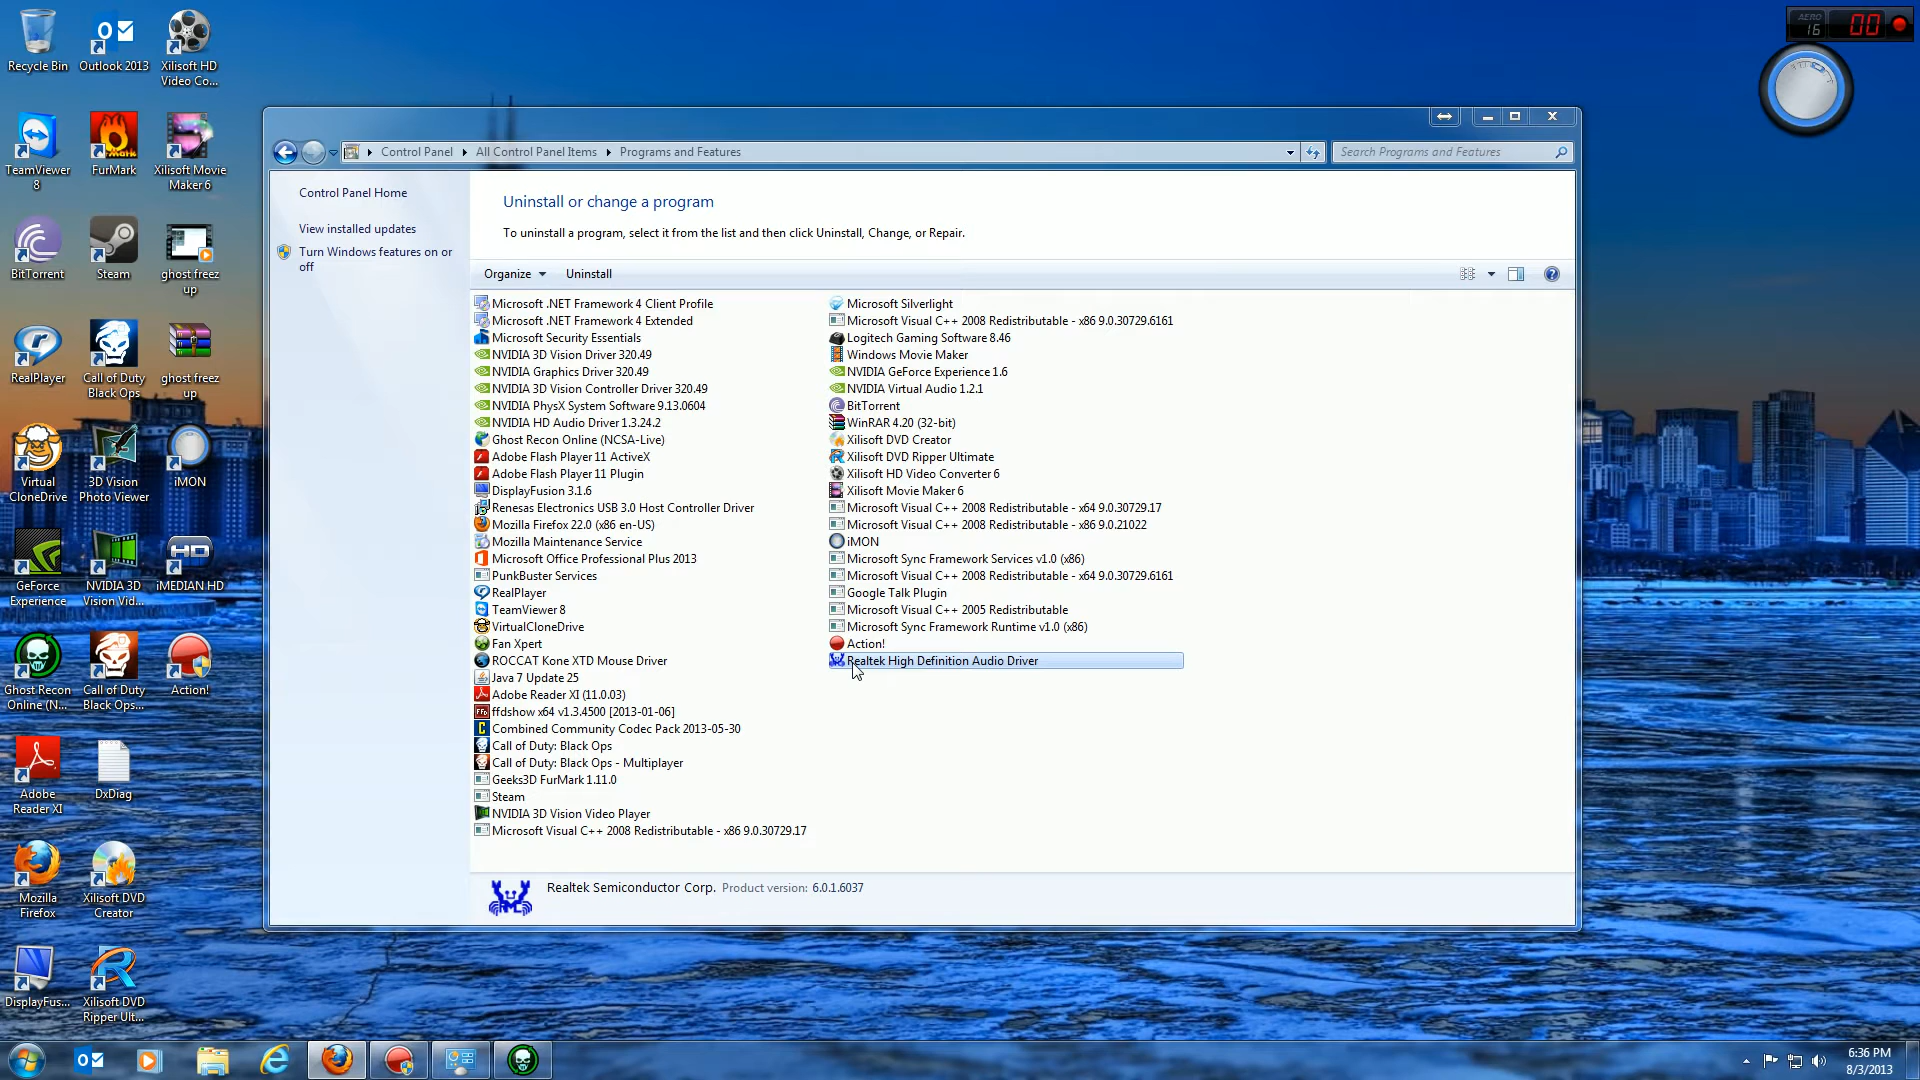 Recycle Bin
Outlook 2013
Xilisoft HD
Video Co...
TeamViewer
8
FurMark
Xilisoft Movie
Maker 6
BitTorrent
Steam
ghost freez
up
RealPlayer
Call of Duty
Black Ops
ghost freez
up
Virtual
CloneDrive
3D Vision
Photo Viewer
iMON
GeForce
Experience
NVIDIA 3D
Vision Vid...
iMEDIAN HD
Ghost Recon
Online (N...
Call of Duty
Black Ops...
Action!
Adobe
Reader XI
DxDiag
Mozilla
Firefox
Xilisoft DVD
Creator
DisplayFus...
Xilisoft DVD
Ripper Ult...
AERO
16
00
Control Panel
All Control Panel Items
Programs and Features
Search Programs and Features
Control Panel Home
View installed updates
Turn Windows features on or
off
Uninstall or change a program
To uninstall a program, select it from the list and then click Uninstall, Change, or Repair.
Organize
Uninstall
Microsoft .NET Framework 4 Client Profile
Microsoft .NET Framework 4 Extended
Microsoft Security Essentials
NVIDIA 3D Vision Driver 320.49
NVIDIA Graphics Driver 320.49
NVIDIA 3D Vision Controller Driver 320.49
NVIDIA PhysX System Software 9.13.0604
NVIDIA HD Audio Driver 1.3.24.2
Ghost Recon Online (NCSA-Live)
Adobe Flash Player 11 ActiveX
Adobe Flash Player 11 Plugin
DisplayFusion 3.1.6
Renesas Electronics USB 3.0 Host Controller Driver
Mozilla Firefox 22.0 (x86 en-US)
Mozilla Maintenance Service
Microsoft Office Professional Plus 2013
PunkBuster Services
RealPlayer
TeamViewer 8
VirtualCloneDrive
Fan Xpert
ROCCAT Kone XTD Mouse Driver
Java 7 Update 25
Adobe Reader XI (11.0.03)
ffdshow x64 v1.3.4500 [2013-01-06]
Combined Community Codec Pack 2013-05-30
Call of Duty: Black Ops
Call of Duty: Black Ops - Multiplayer
Geeks3D FurMark 1.11.0
Steam
NVIDIA 3D Vision Video Player
Microsoft Visual C++ 2008 Redistributable - x86 9.0.30729.17
Microsoft Silverlight
Microsoft Visual C++ 2008 Redistributable - x86 9.0.30729.6161
Logitech Gaming Software 8.46
Windows Movie Maker
NVIDIA GeForce Experience 1.6
NVIDIA Virtual Audio 1.2.1
BitTorrent
WinRAR 4.20 (32-bit)
Xilisoft DVD Creator
Xilisoft DVD Ripper Ultimate
Xilisoft HD Video Converter 6
Xilisoft Movie Maker 6
Microsoft Visual C++ 2008 Redistributable - x64 9.0.30729.17
Microsoft Visual C++ 2008 Redistributable - x86 9.0.21022
iMON
Microsoft Sync Framework Services v1.0 (x86)
Microsoft Visual C++ 2008 Redistributable - x64 9.0.30729.6161
Google Talk Plugin
Microsoft Visual C++ 2005 Redistributable
Microsoft Sync Framework Runtime v1.0 (x86)
Action!
Realtek High Definition Audio Driver
Realtek Semiconductor Corp. Product version: 6.0.1.6037
6:36 PM
8/3/2013